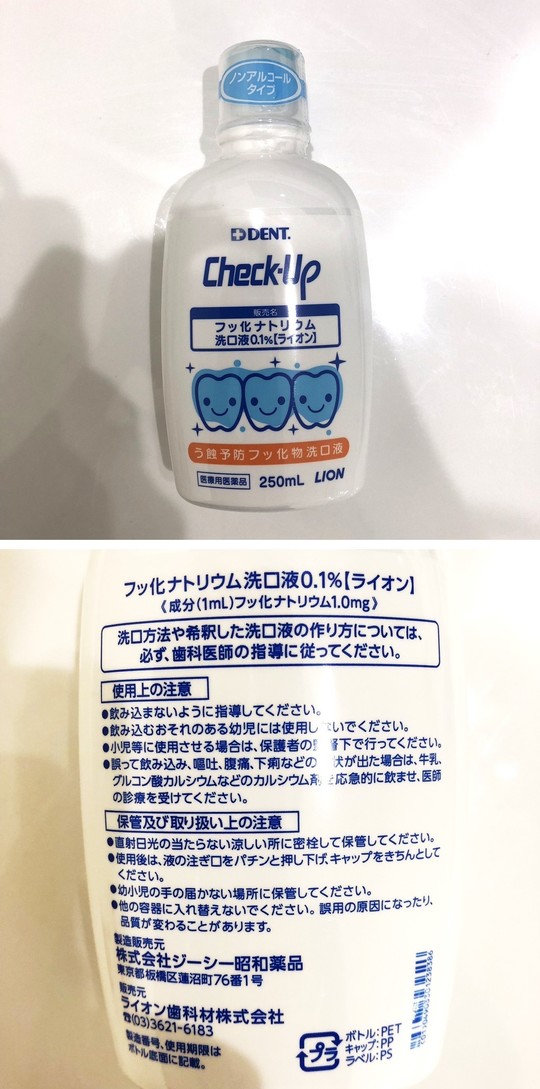 ノンアルコール
タイプ
DENT.
Check-Up
販売名
フッ化ナトリウム
洗口液0.1%【ライオン】
う蝕予防フッ化物洗口液
医療用医薬品 250mL LION
フッ化ナトリウム洗口液0.1%【ライオン】
《成分(1mL)フッ化ナトリウム1.0mg》
洗口方法や希釈した洗口液の作り方については、
必ず、歯科医師の指導に従ってください。
使用上の注意
●飲み込まないように指導してください。
●飲み込むおそれのある幼児には使用しないでください。
●小児等に使用させる場合は、保護者の監督下で行ってください。
●誤って飲み込み、嘔吐、腹痛、下痢などの 状が出た場合は、牛乳、
グルコン酸カルシウムなどのカルシウム剤を応急的に飲ませ、医師
の診療を受けてください。
保管及び取り扱い上の注意
●直射日光の当たらない涼しい所に密栓して保管してください。
●使用後は、液の注ぎ口をパチンと押し下げ、キャップをきちんとして
ください。
●幼小児の手の届かない場所に保管してください。
●他の容器に入れ替えないでください。誤用の原因になったり、
品質が変わることがあります。
製造販売元
株式会社ジーシー昭和薬品
東京都板橋区蓮沼町76番1号
販売元
ライオン歯科材株式会社
☎(03)3621-6183
製造番号、使用期限は
ボトル底面に記載。
プラ
ボトル:PET
キャップ:PP
ラベル:PS